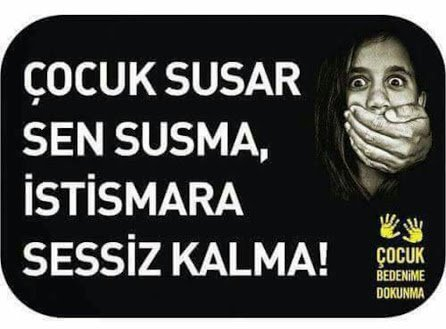 ÇOCUK SUSAR
SEN SUSMA,
İSTİSMARA
SESSİZ KALMA!
ÇOCUK
BEDENİME
DOKUNMA